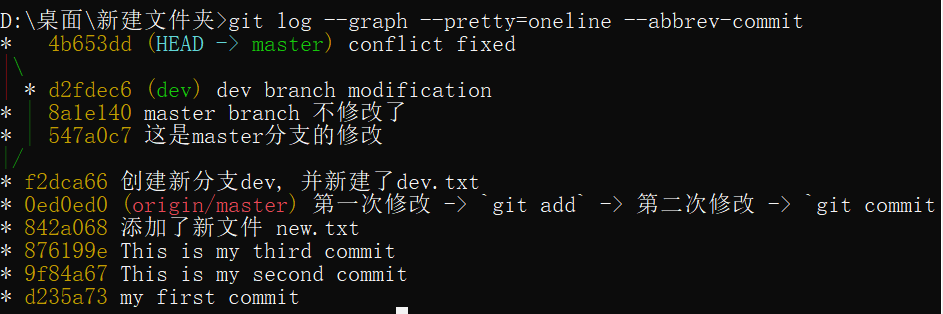 D:\桌面\新建文件夹>git log --graph --pretty=oneline --abbrev-commit
*   4b653dd (HEAD -> master) conflict fixed
|\
| * d2fdec6 (dev) dev branch modification
* | 8a1e140 master branch 不修改了
* | 547a0c7 这是master分支的修改
|/
* f2dca66 创建新分支dev, 并新建了dev.txt
* 0ed0ed0 (origin/master) 第一次修改 -> `git add` -> 第二次修改 -> `git commit
* 842a068 添加了新文件 new.txt
* 876199e This is my third commit
* 9f84a67 This is my second commit
* d235a73 my first commit